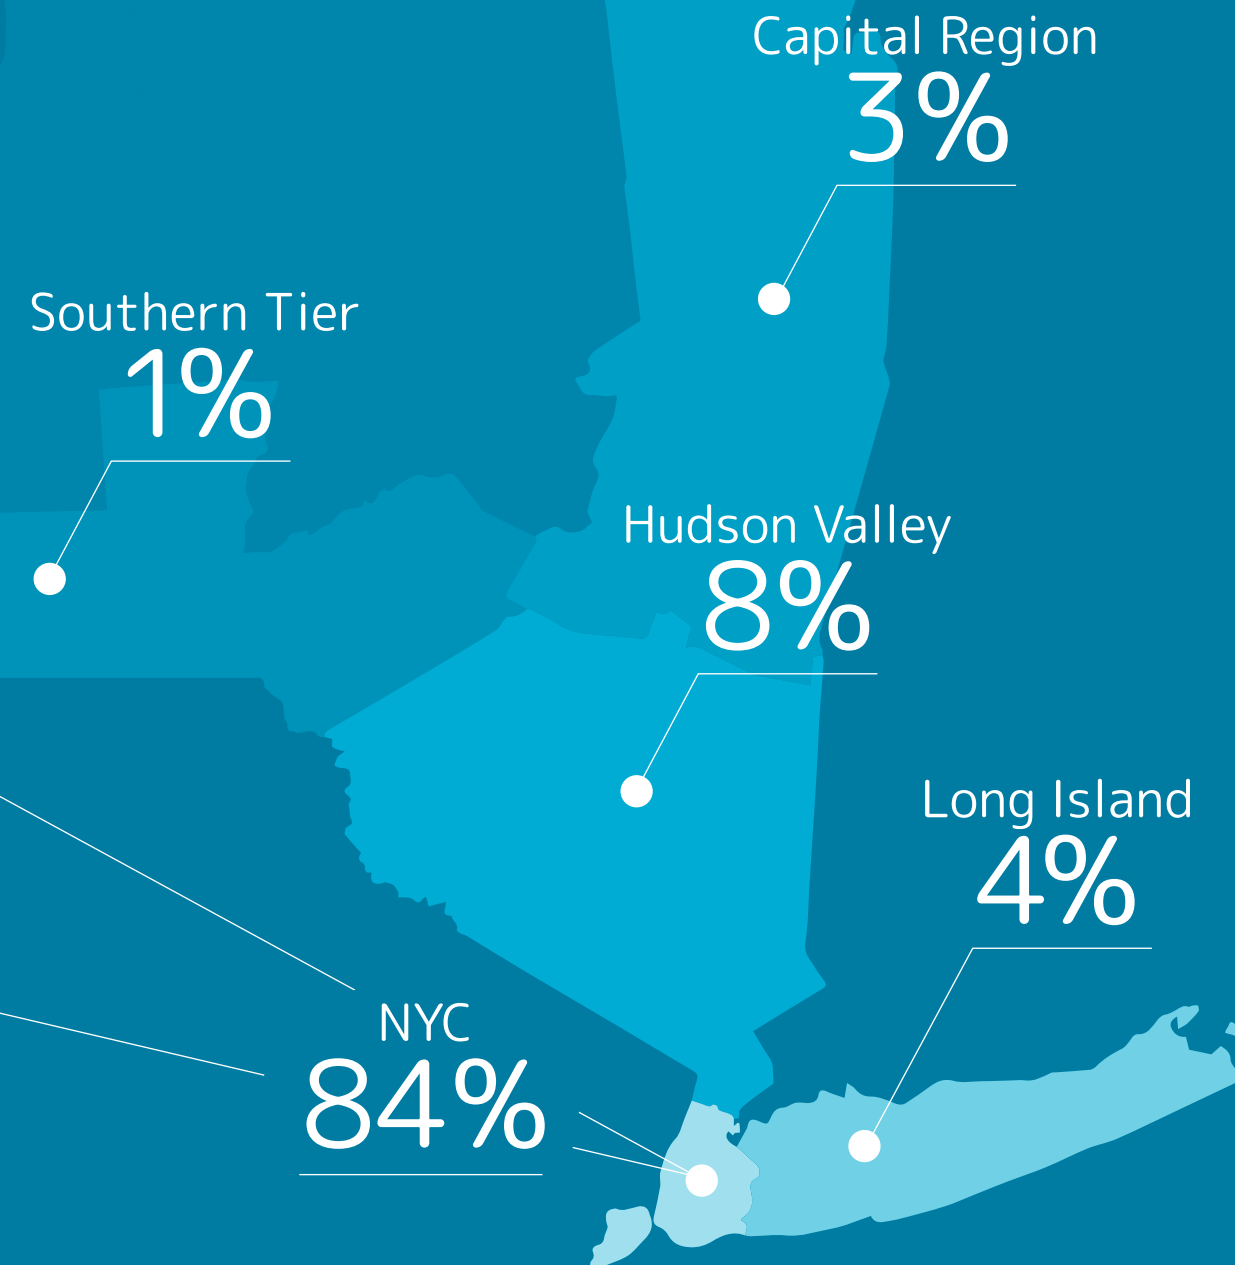 Capital Region
3%
Southern Tier
1%
Hudson Valley
8%
Long Island
4%
NYC
84%